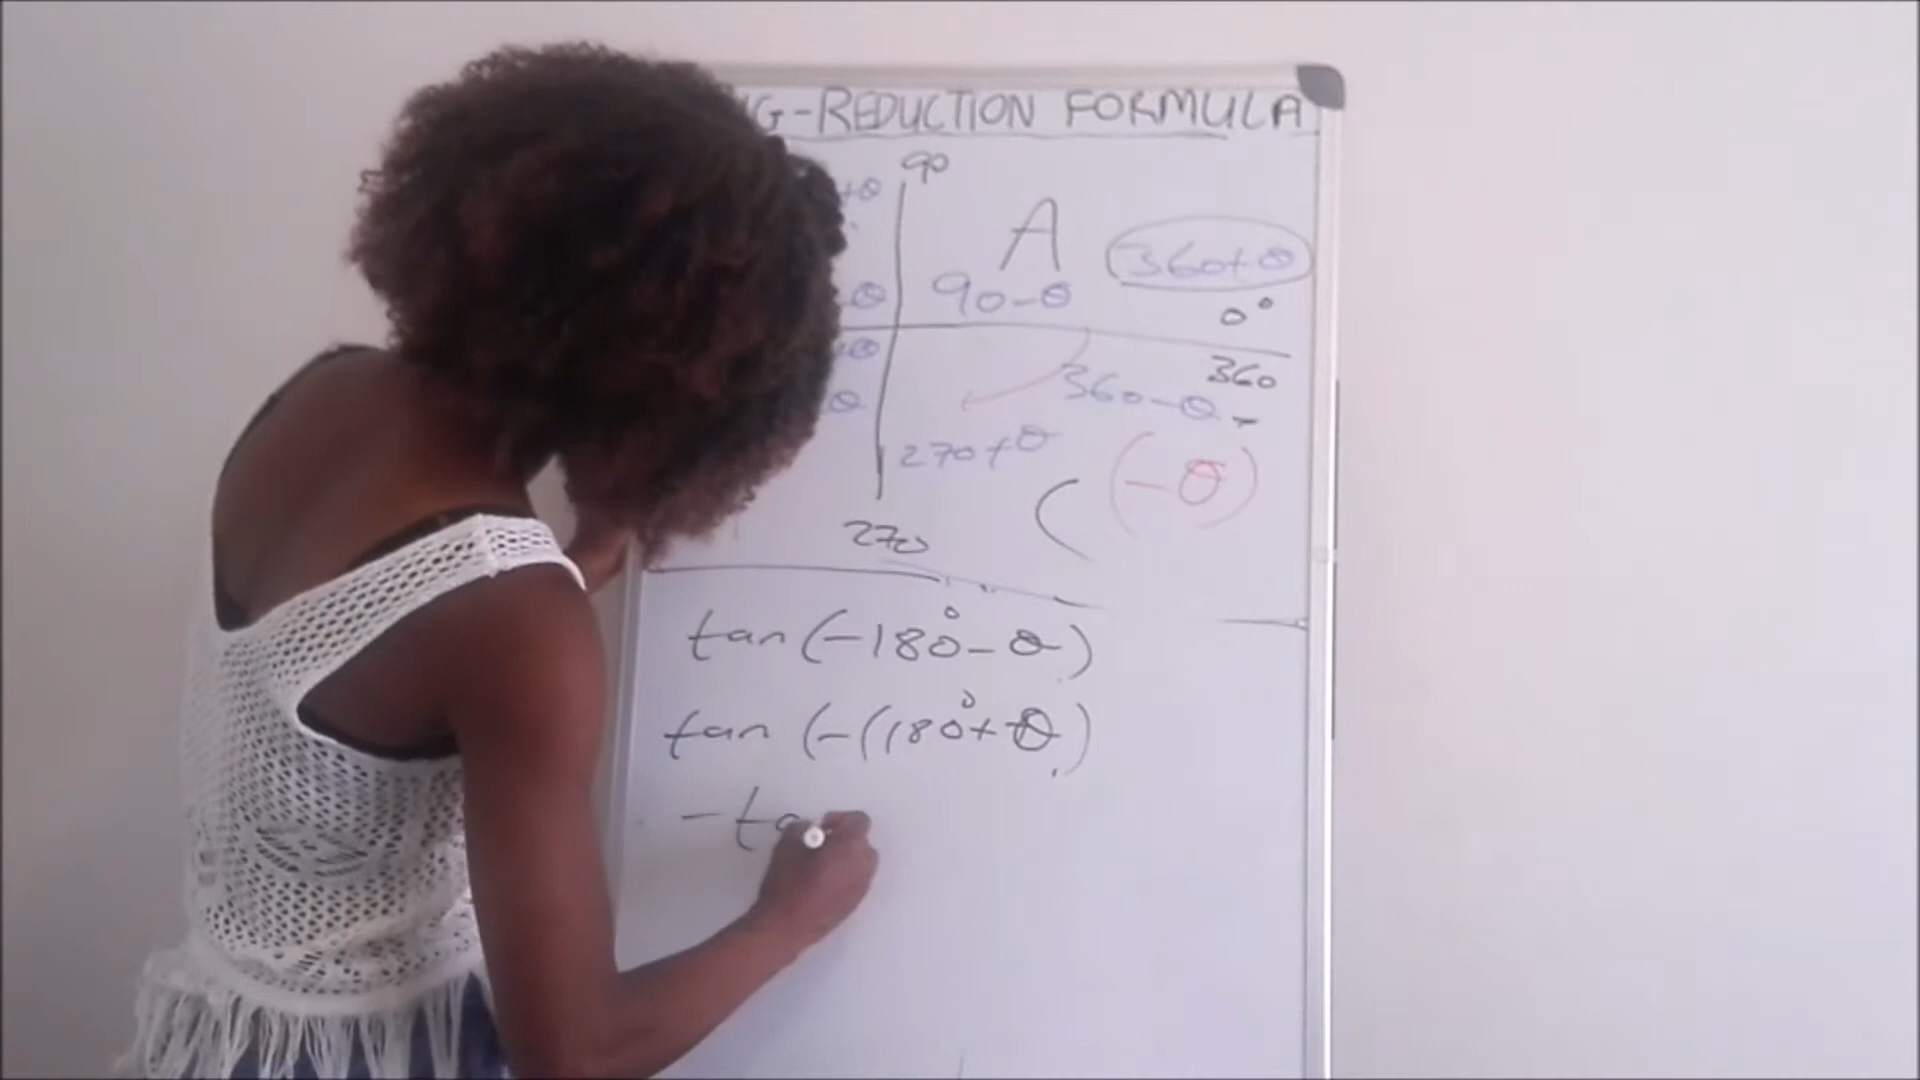 G-REDUCTION FORMULA
90
+θ
A
360+θ
-θ
90-θ
0°
+θ
360
-θ
360-θ
270+θ
(-θ)
(
270
tan(-180°-θ)
tan (-(180°+θ)
-ta